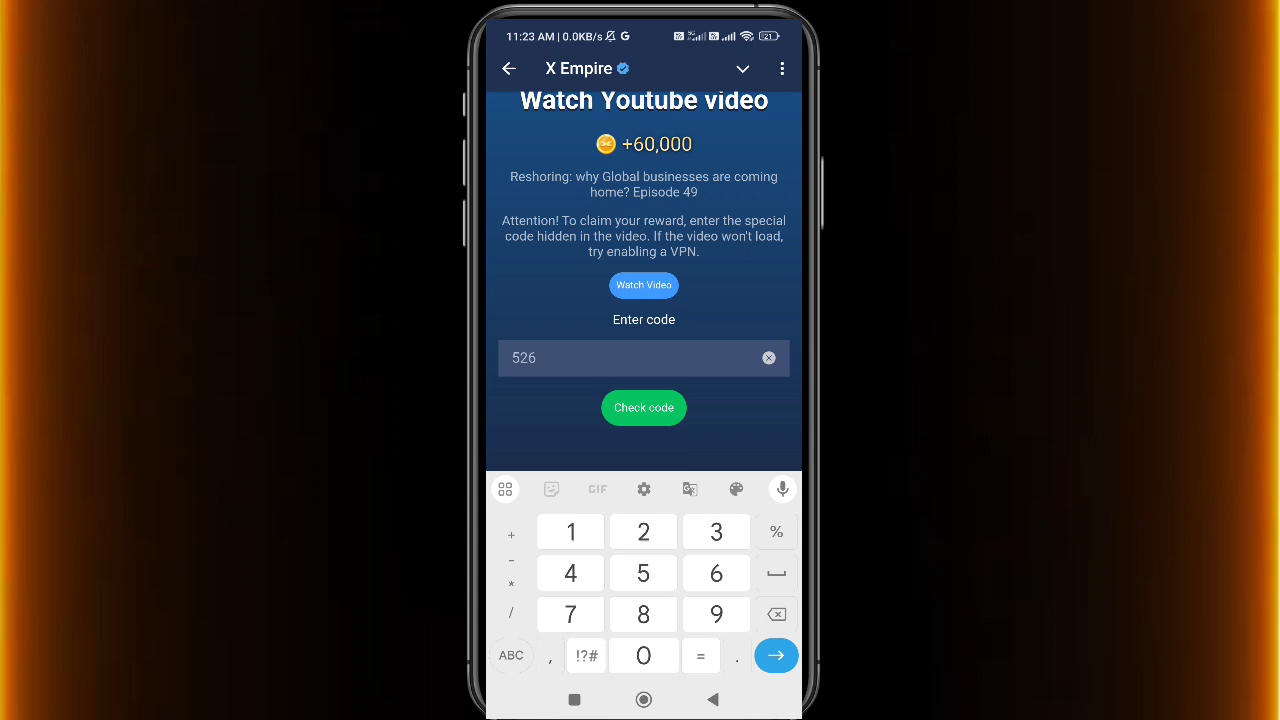 11:23 AM | 0.0KB/s G 5G 21
X Empire
Watch Youtube video
+60,000
Reshoring: why Global businesses are coming
home? Episode 49
Attention! To claim your reward, enter the special
code hidden in the video. If the video won't load,
try enabling a VPN.
Watch Video
Enter code
526
Check code
GIF
+ 1 2 3 %
-
4 5 6
*
/ 7 8 9
ABC , !?# 0 = .